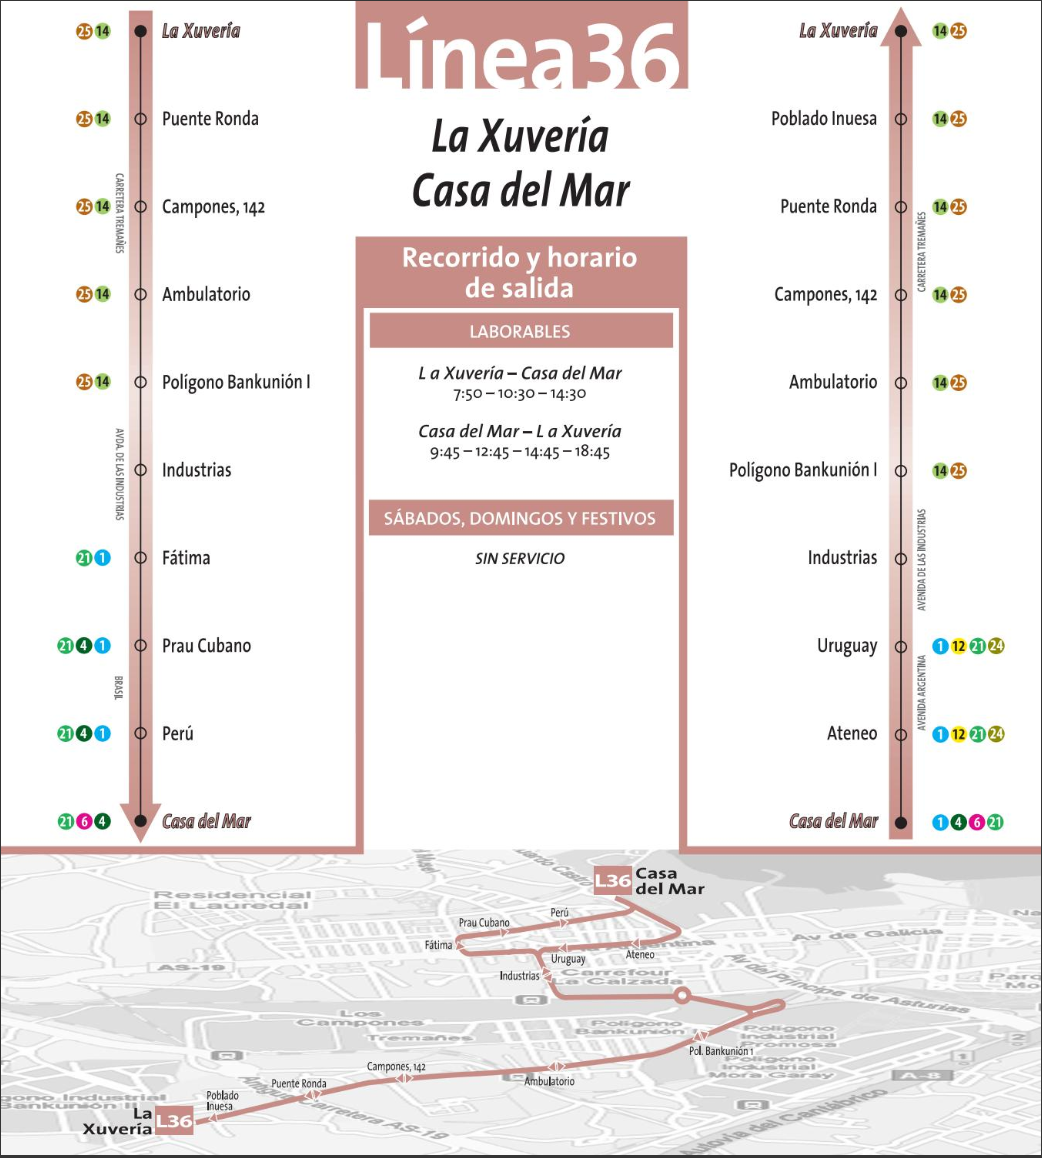 Línea 36
La Xuvería
Casa del Mar
25 14 La Xuvería
25 14 Puente Ronda
25 14 Campones, 142
25 14 Ambulatorio
25 14 Polígono Bankunión I
Industrias
21 1 Fátima
21 4 1 Prau Cubano
21 4 1 Perú
21 6 4 Casa del Mar
CARRETERA TREMAÑES
AVDA. DE LAS INDUSTRIAS
BRASIL
Recorrido y horario
de salida
LABORABLES
L a Xuvería – Casa del Mar
7:50 – 10:30 – 14:30
Casa del Mar – L a Xuvería
9:45 – 12:45 – 14:45 – 18:45
SÁBADOS, DOMINGOS Y FESTIVOS
SIN SERVICIO
La Xuvería 14 25
Poblado Inuesa 14 25
Puente Ronda 14 25
Campones, 142 14 25
Ambulatorio 14 25
Polígono Bankunión I 14 25
Industrias
Uruguay 1 12 21 24
Ateneo 1 12 21 24
Casa del Mar 1 4 6 21
CARRETERA TREMAÑES
AVENIDA DE LAS INDUSTRIAS
AVENIDA ARGENTINA
L36 Casa
del Mar
Residencial
El Lauredal
Prau Cubano
Perú
Fátima
Uruguay
Ateneo
Av de Galicia
AS-19
Industrias
Carrefour
La Calzada
Av del Príncipe de Asturias
Los
Campones
Tremañes
Polígono
Bankunión
Polígono
Industrial
Promosa
Pol. Bankunión 1
Polígono
Industrial
Mora Garay
A-8
Campones, 142
Ambulatorio
Puente Ronda
Poblado
Inuesa
Antigua Carretera AS-19
Autovía del Cantábrico
La
Xuvería L36